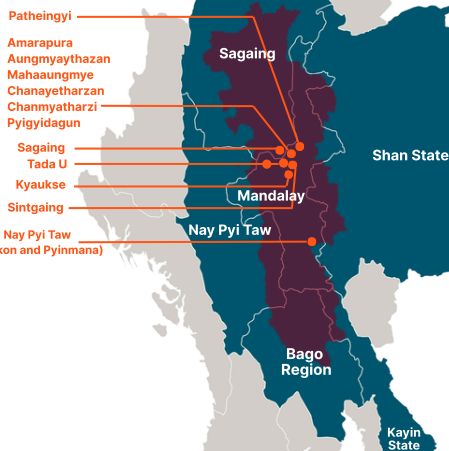 Patheingyi
Amarapura
Aungmyaythazan
Mahaaungmye
Chanayetharzan
Chanmyatharzi
Pyigyidagun
Sagaing
Tada U
Kyaukse
Sintgaing
Nay Pyi Taw
and Pyinmana)
Sagaing
Shan State
Mandalay
Nay Pyi Taw
Bago
Region
Kayin
State